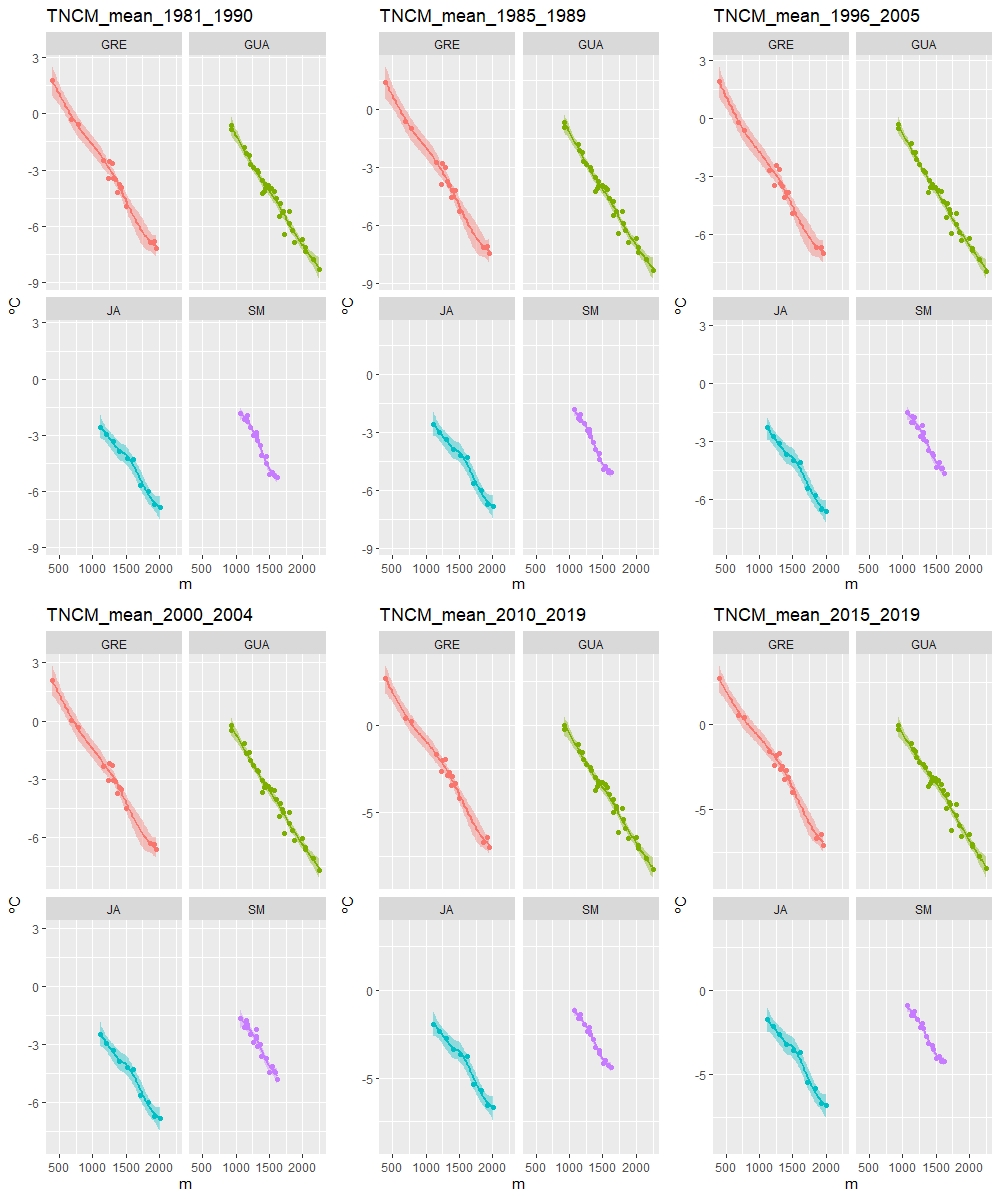 TNCM_mean_1981_1990
GRE GUA
3
0
-3
-6
-9
°C
JA SM
3
0
-3
-6
-9
500 1000 1500 2000 500 1000 1500 2000
m
TNCM_mean_1985_1989
GRE GUA
0
-3
-6
-9
°C
JA SM
0
-3
-6
-9
500 1000 1500 2000 500 1000 1500 2000
m
TNCM_mean_1996_2005
GRE GUA
3
0
-3
-6
°C
JA SM
3
0
-3
-6
500 1000 1500 2000 500 1000 1500 2000
m
TNCM_mean_2000_2004
GRE GUA
3
0
-3
-6
°C
JA SM
3
0
-3
-6
500 1000 1500 2000 500 1000 1500 2000
m
TNCM_mean_2010_2019
GRE GUA
0
-5
°C
JA SM
0
-5
500 1000 1500 2000 500 1000 1500 2000
m
TNCM_mean_2015_2019
GRE GUA
0
-5
°C
JA SM
0
-5
500 1000 1500 2000 500 1000 1500 2000
m